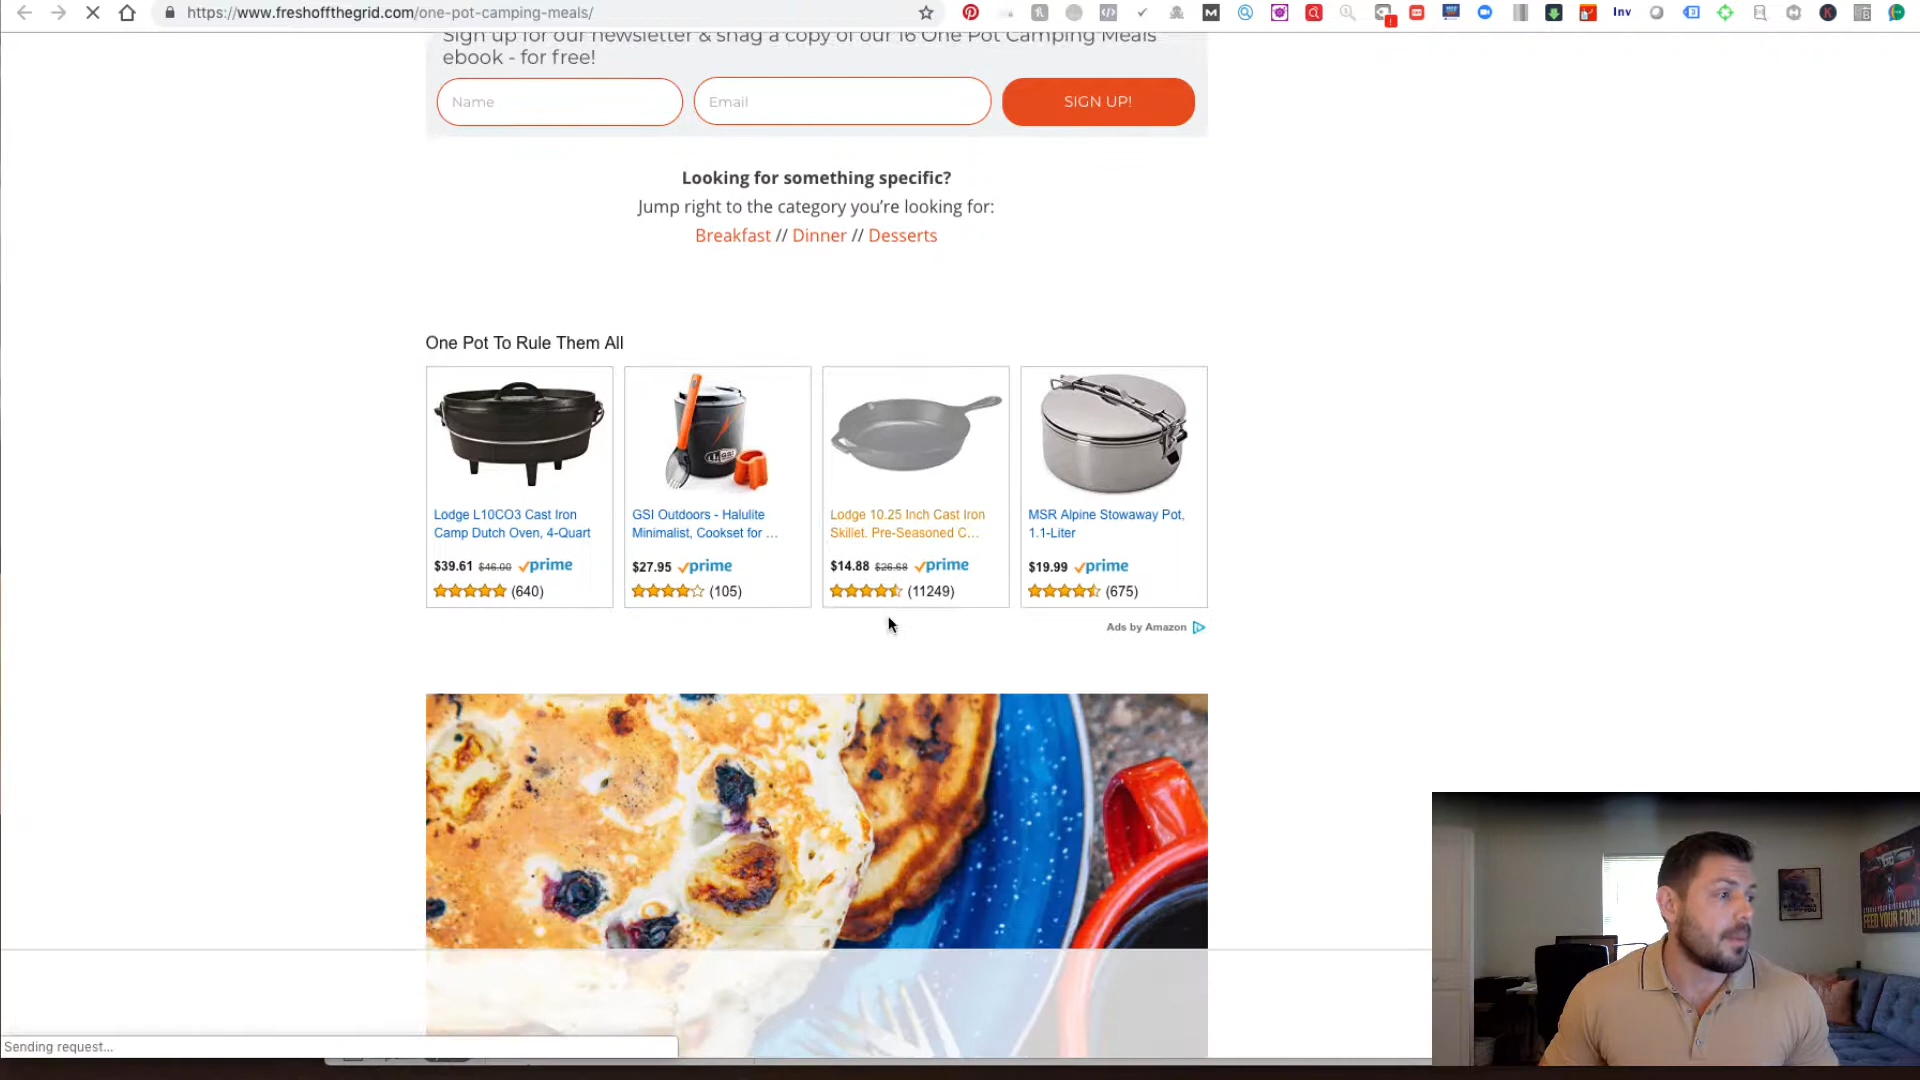 https://www.freshoffthegrid.com/one-pot-camping-meals/
Inv
Sign up for our newsletter & snag a copy of our 16 One Pot Camping Meals
ebook - for free!
Name
Email
SIGN UP!
Looking for something specific?
Jump right to the category you're looking for:
Breakfast // Dinner // Desserts
One Pot To Rule Them All
Lodge L10CO3 Cast Iron
Camp Dutch Oven, 4-Quart
$39.61 $46.00 prime
(640)
GSI Outdoors - Halulite
Minimalist, Cookset for ...
$27.95 prime
(105)
Lodge 10.25 Inch Cast Iron
Skillet. Pre-Seasoned C...
$14.88 $26.68 prime
(11249)
MSR Alpine Stowaway Pot,
1.1-Liter
$19.99 prime
(675)
Ads by Amazon
FEED YOUR FOCUS
Sending request...